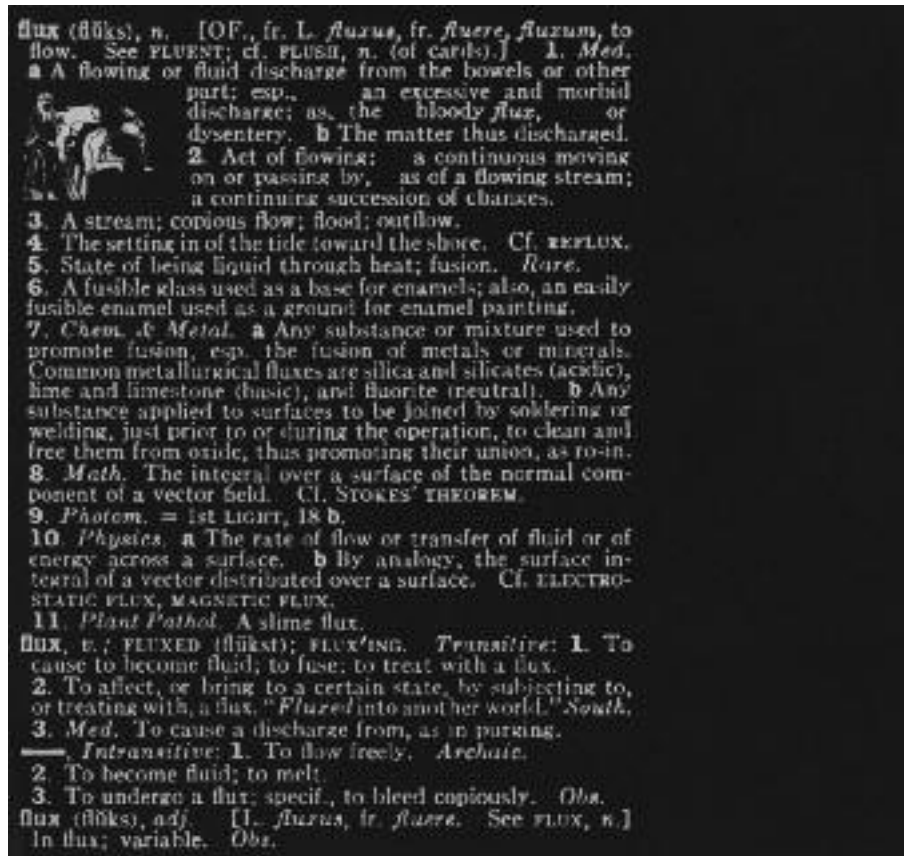 flux (flŭks), n. [OF., fr. L. fluxus, fr. fluere, fluxum, to
flow. See FLUENT; cf. FLUSH, n. (of cards).] 1. Med.
a A flowing or fluid discharge from the bowels or other
part; esp., an excessive and morbid
discharge; as, the bloody flux, or
dysentery. b The matter thus discharged.
2. Act of flowing; a continuous moving
on or passing by, as of a flowing stream;
a continuing succession of changes.
3. A stream; copious flow; flood; outflow.
4. The setting in of the tide toward the shore. Cf. REFLUX.
5. State of being liquid through heat; fusion. Rare.
6. A fusible glass used as a base for enamels; also, an easily
fusible enamel used as a ground for enamel painting.
7. Chem. & Metal. a Any substance or mixture used to
promote fusion, esp. the fusion of metals or minerals.
Common metallurgical fluxes are silica and silicates (acidic),
lime and limestone (basic), and fluorite (neutral). b Any
substance applied to surfaces to be joined by soldering or
welding, just prior to or during the operation, to clean and
free them from oxide, thus promoting their union, as rosin.
8. Math. The integral over a surface of the normal com-
ponent of a vector field. Cf. STOKES' THEOREM.
9. Photom. = 1st LIGHT, 18 b.
10. Physics. a The rate of flow or transfer of fluid or of
energy across a surface. b By analogy, the surface in-
tegral of a vector distributed over a surface. Cf. ELECTRO-
STATIC FLUX, MAGNETIC FLUX.
11. Plant Pathol. A slime flux.
flux, v.; FLUXED (flŭkst); FLUX'ING. Transitive: 1. To
cause to become fluid; to fuse; to treat with a flux.
2. To affect, or bring to a certain state, by subjecting to,
or treating with, a flux. "Fluxed into another world." South.
3. Med. To cause a discharge from, as in purging.
—, Intransitive: 1. To flow freely. Archaic.
2. To become fluid; to melt.
3. To undergo a flux; specif., to bleed copiously. Obs.
flux (flŭks), adj. [L. fluxus, fr. fluere. See FLUX, n.]
In flux; variable. Obs.